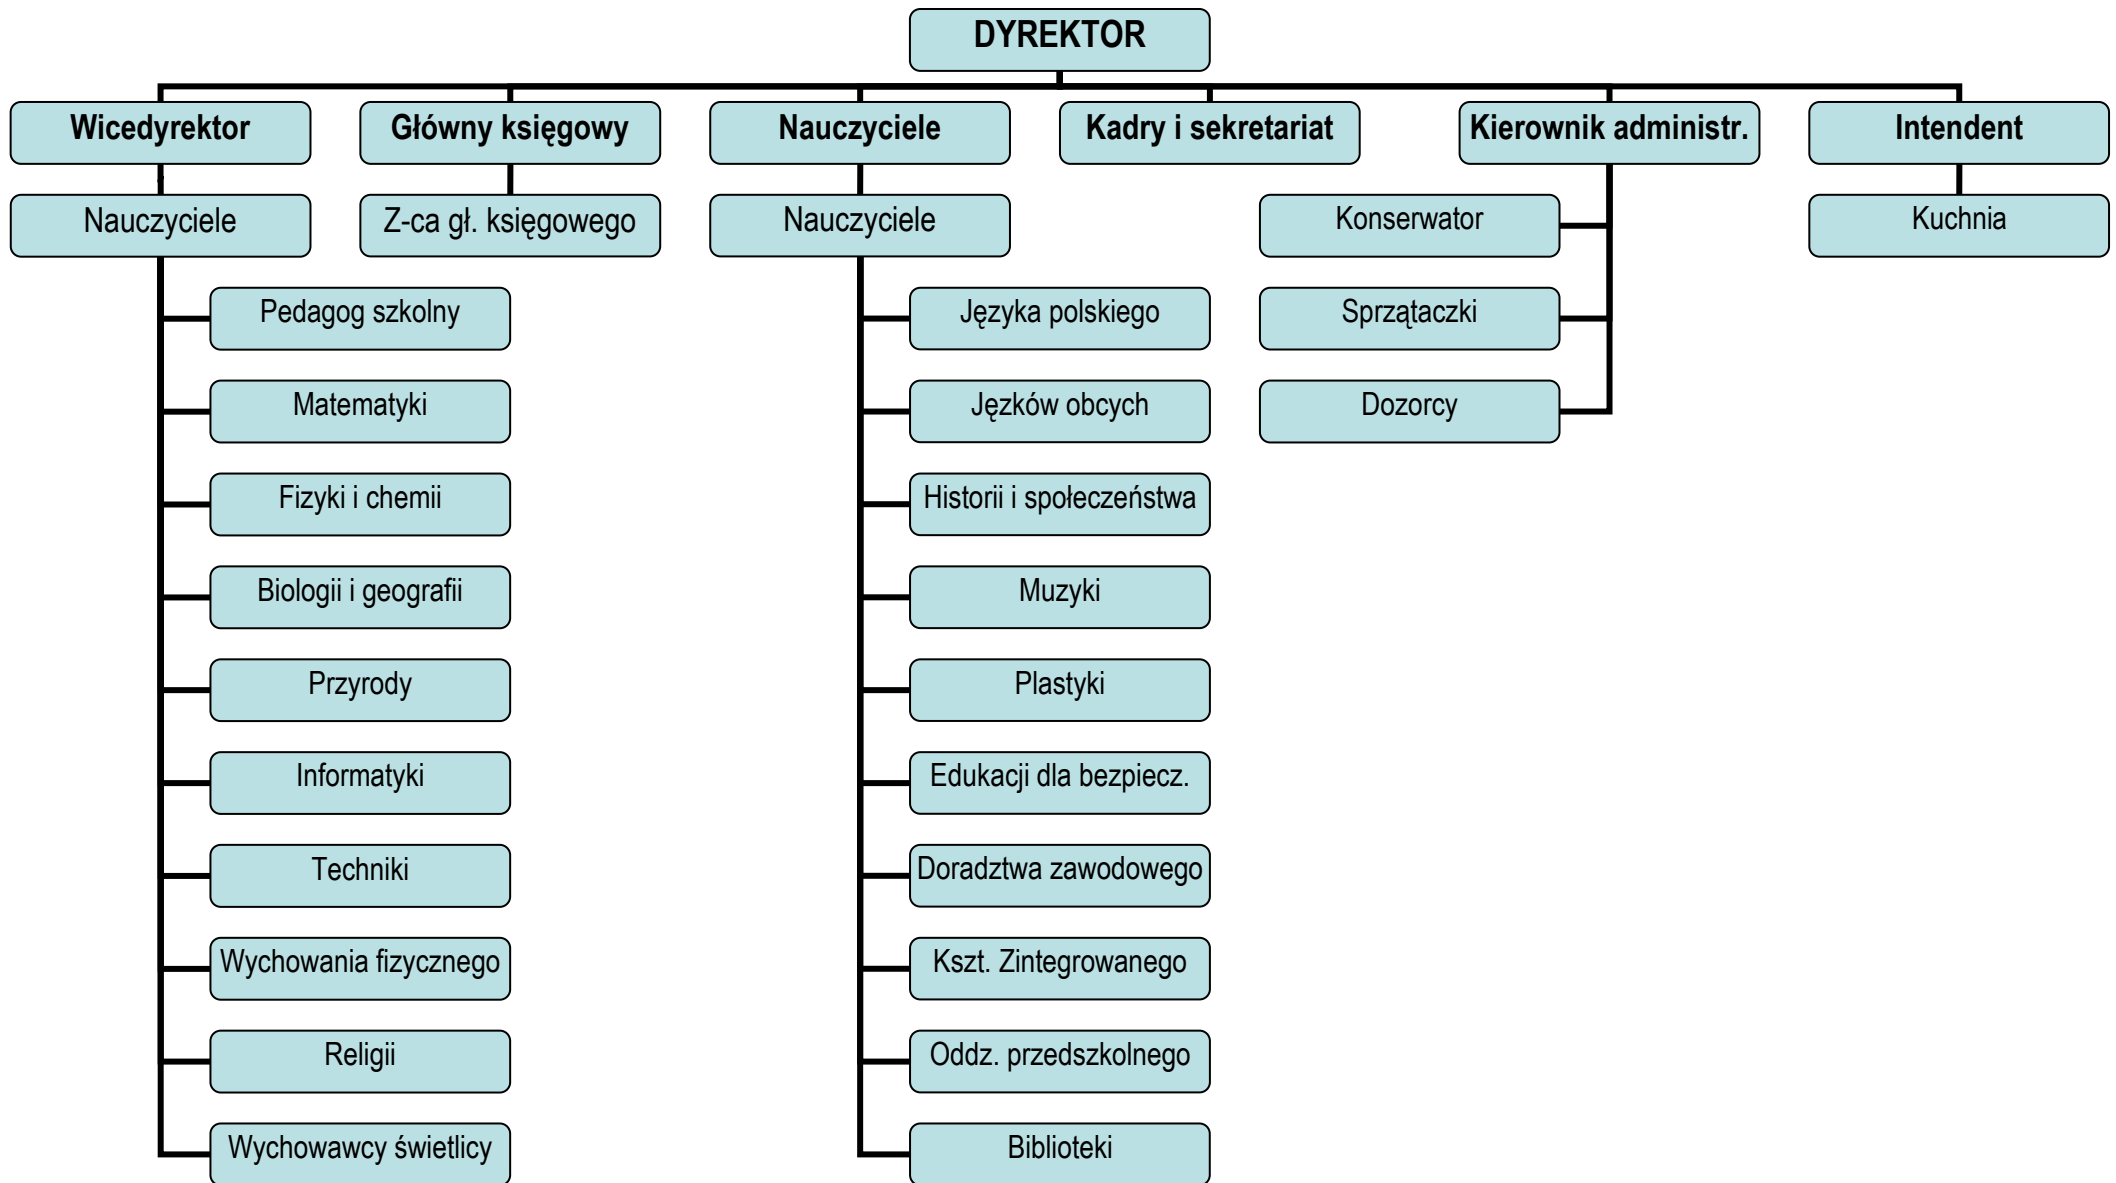 DYREKTOR
Wicedyrektor
Główny księgowy
Nauczyciele
Kadry i sekretariat
Kierownik administr.
Intendent
Nauczyciele
Z-ca gł. księgowego
Nauczyciele
Konserwator
Kuchnia
Pedagog szkolny
Języka polskiego
Sprzątaczki
Matematyki
Jęzków obcych
Dozorcy
Fizyki i chemii
Historii i społeczeństwa
Biologii i geografii
Muzyki
Przyrody
Plastyki
Informatyki
Edukacji dla bezpiecz.
Techniki
Doradztwa zawodowego
Wychowania fizycznego
Kszt. Zintegrowanego
Religii
Oddz. przedszkolnego
Wychowawcy świetlicy
Biblioteki